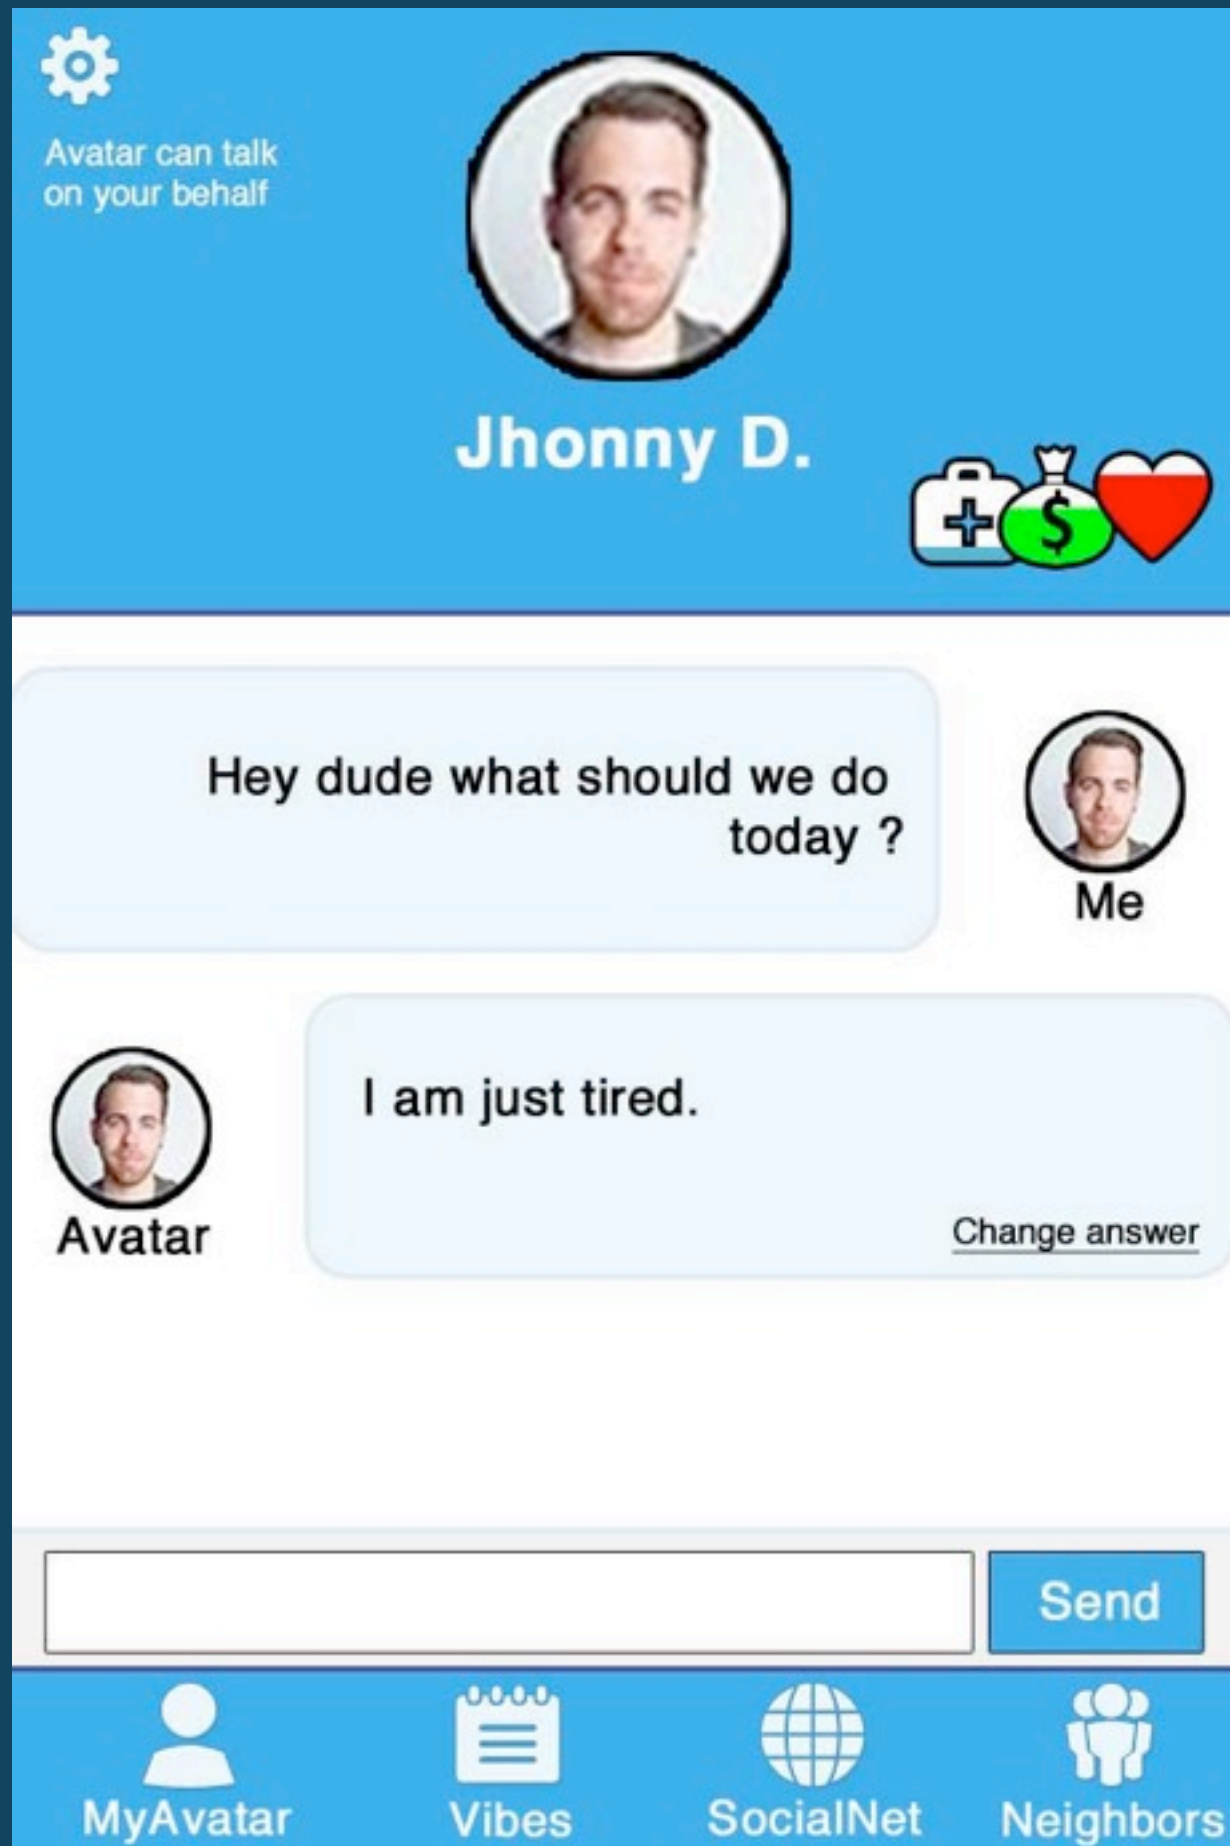 Avatar can talk
on your behalf
Jhonny D.
$
Hey dude what should we do
today ?
Me
I am just tired.
Avatar
Change answer
Send
MyAvatar
Vibes
SocialNet
Neighbors